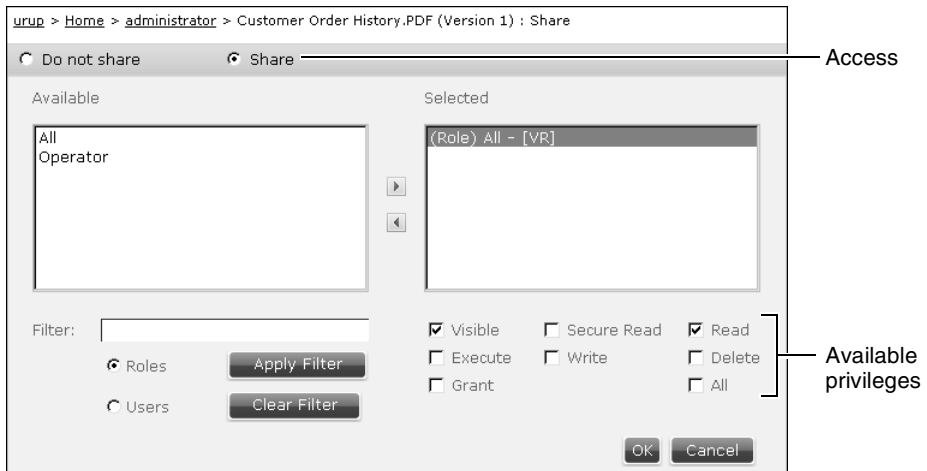 urup > Home > administrator > Customer Order History.PDF (Version 1) : Share
Do not share
Share
Access
Available
Selected
All
Operator
(Role) All – [VR]
Filter:
Roles
Apply Filter
Users
Clear Filter
Visible
Secure Read
Read
Execute
Write
Delete
Grant
All
Available
privileges
OK
Cancel